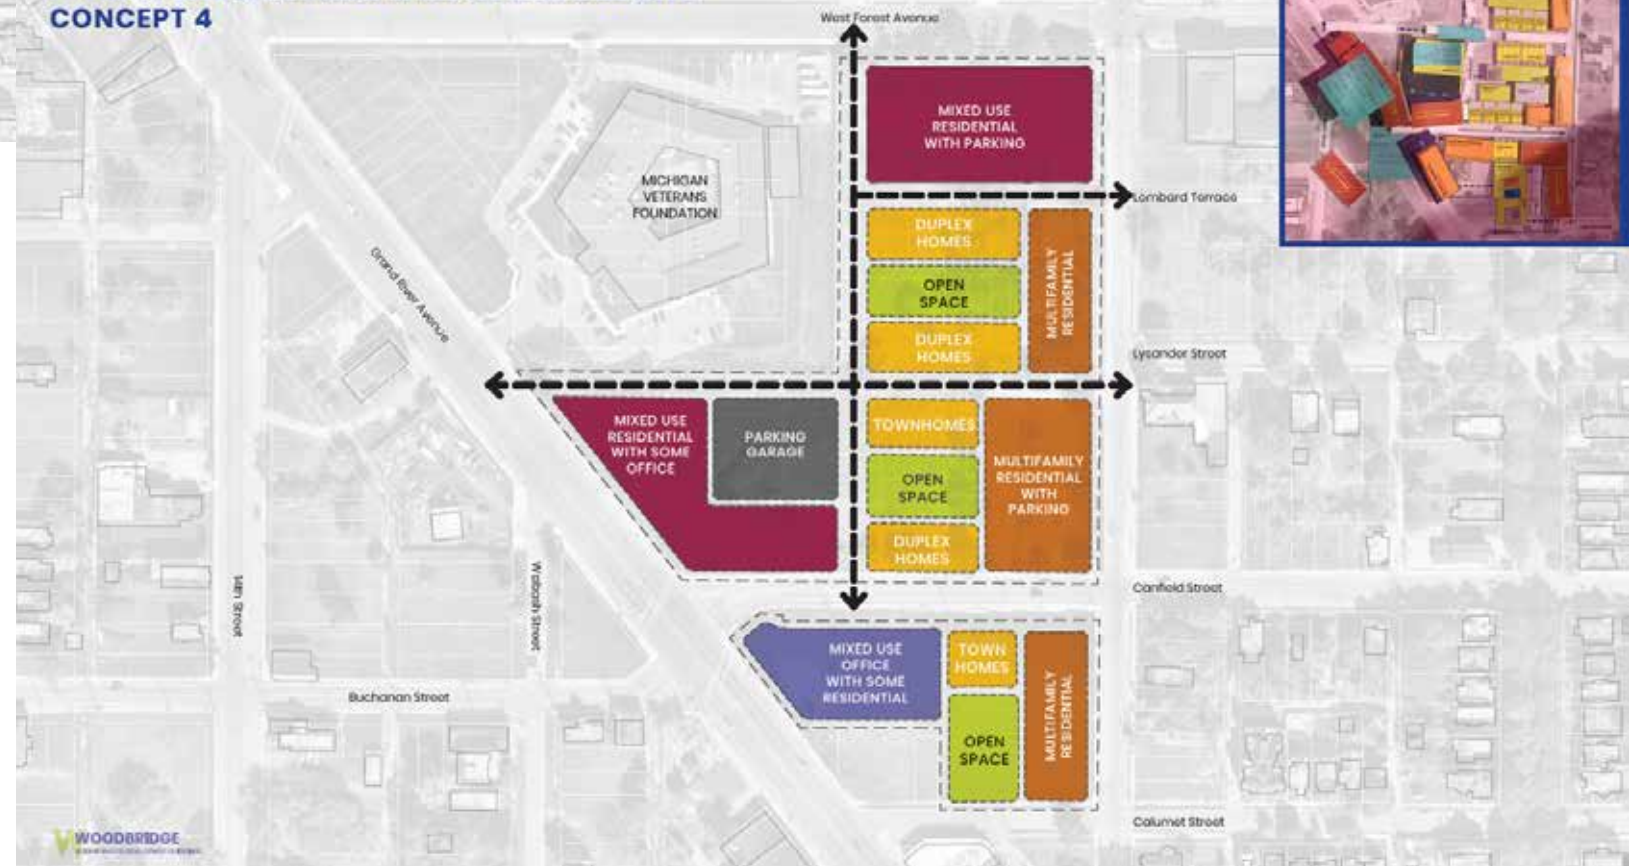 CONCEPT 4
West Forest Avenue
MIXED USE
RESIDENTIAL
WITH PARKING
MICHIGAN
VETERANS
FOUNDATION
Lombard Terrace
DUPLEX
HOMES
OPEN
SPACE
DUPLEX
HOMES
MULTIFAMILY
RESIDENTIAL
Grand River Avenue
Lysander Street
MIXED USE
RESIDENTIAL
WITH SOME
OFFICE
PARKING
GARAGE
TOWNHOMES
OPEN
SPACE
DUPLEX
HOMES
MULTIFAMILY
RESIDENTIAL
WITH
PARKING
14th Street
Wabash Street
Canfield Street
MIXED USE
OFFICE
WITH SOME
RESIDENTIAL
TOWN
HOMES
OPEN
SPACE
MULTIFAMILY
RESIDENTIAL
Buchanan Street
Calumet Street
WOODBRIDGE